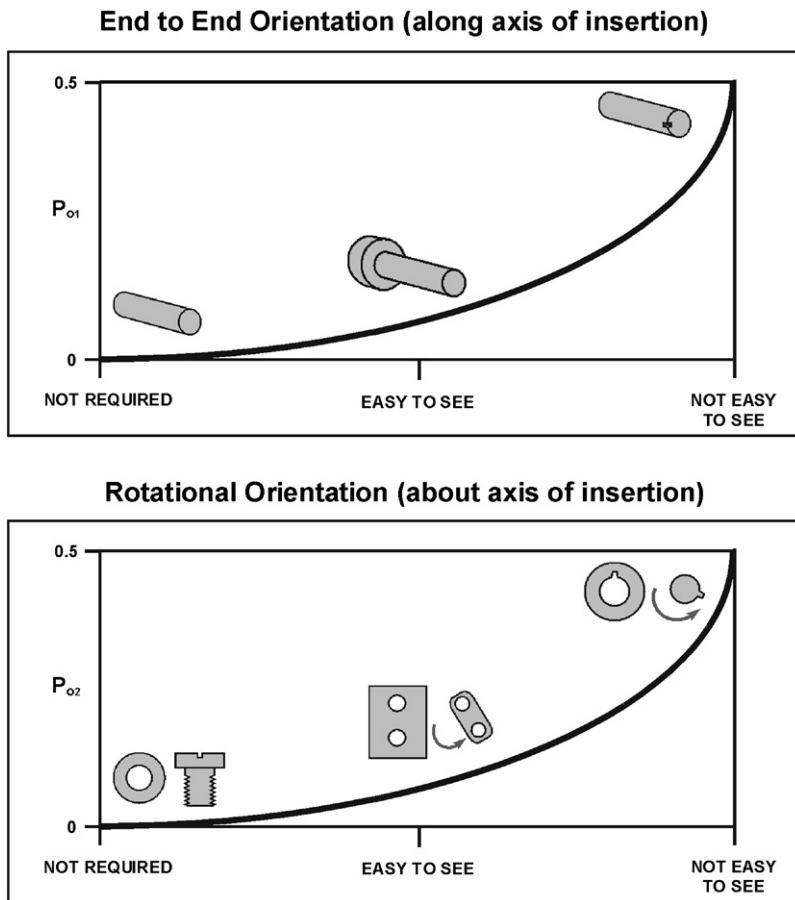 End to End Orientation (along axis of insertion)
0.5
Po1
0
NOT REQUIRED
EASY TO SEE
NOT EASY
TO SEE
Rotational Orientation (about axis of insertion)
0.5
Po2
0
NOT REQUIRED
EASY TO SEE
NOT EASY
TO SEE